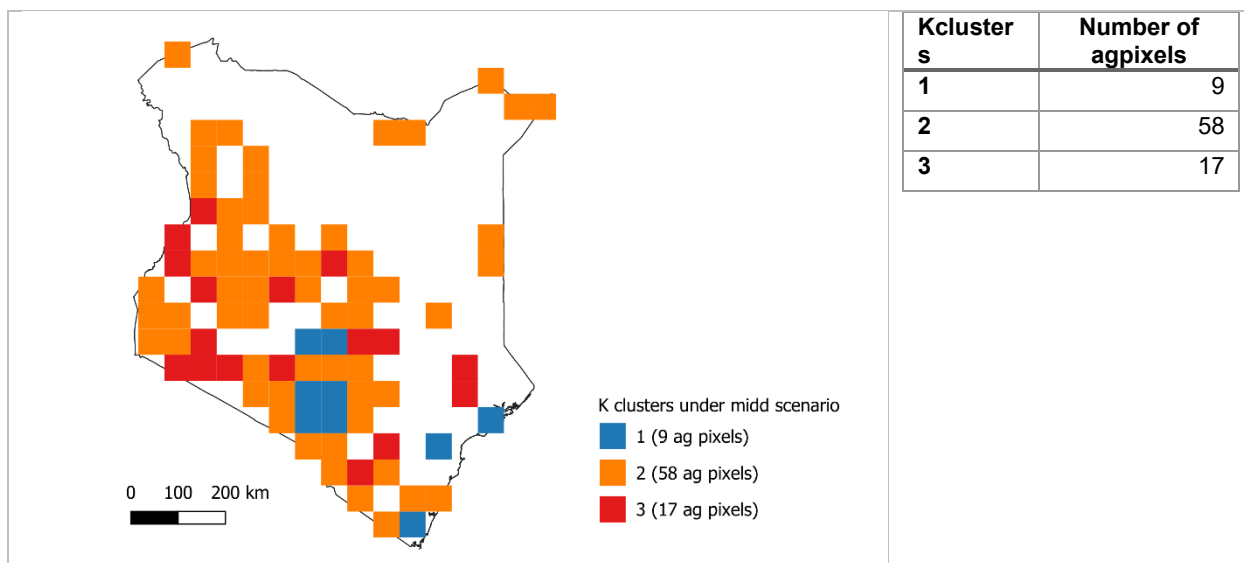 0 100 200 km
K clusters under midd scenario
1 (9 ag pixels)
2 (58 ag pixels)
3 (17 ag pixels)
Kcluster
s
Number of
agpixels
1 9
2 58
3 17